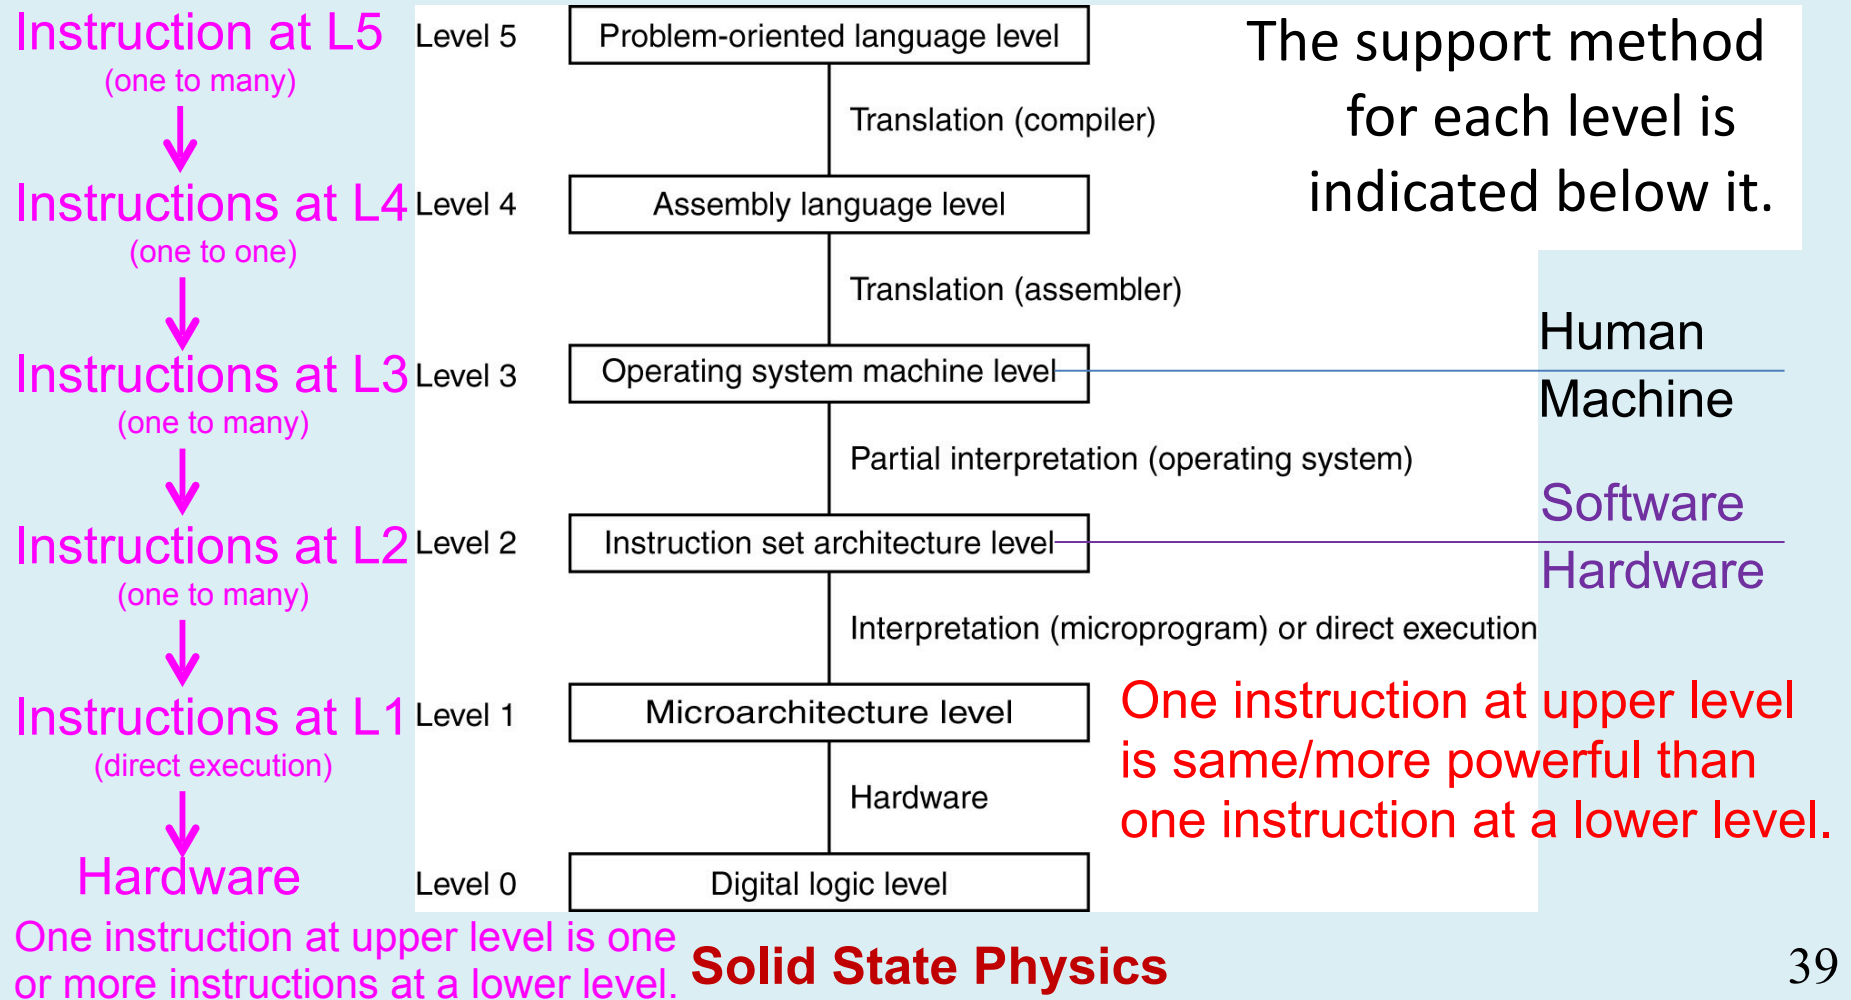 Instruction at L5
(one to many)
Level 5
Problem-oriented language level
The support method
for each level is
indicated below it.
Translation (compiler)
Instructions at L4
(one to one)
Level 4
Assembly language level
Translation (assembler)
Human
Instructions at L3
(one to many)
Level 3
Operating system machine level
Machine
Partial interpretation (operating system)
Software
Instructions at L2
(one to many)
Level 2
Instruction set architecture level
Hardware
Interpretation (microprogram) or direct execution
Instructions at L1
(direct execution)
Level 1
Microarchitecture level
One instruction at upper level
is same/more powerful than
one instruction at a lower level.
Hardware
Hardware
Level 0
Digital logic level
One instruction at upper level is one
or more instructions at a lower level.
Solid State Physics
39